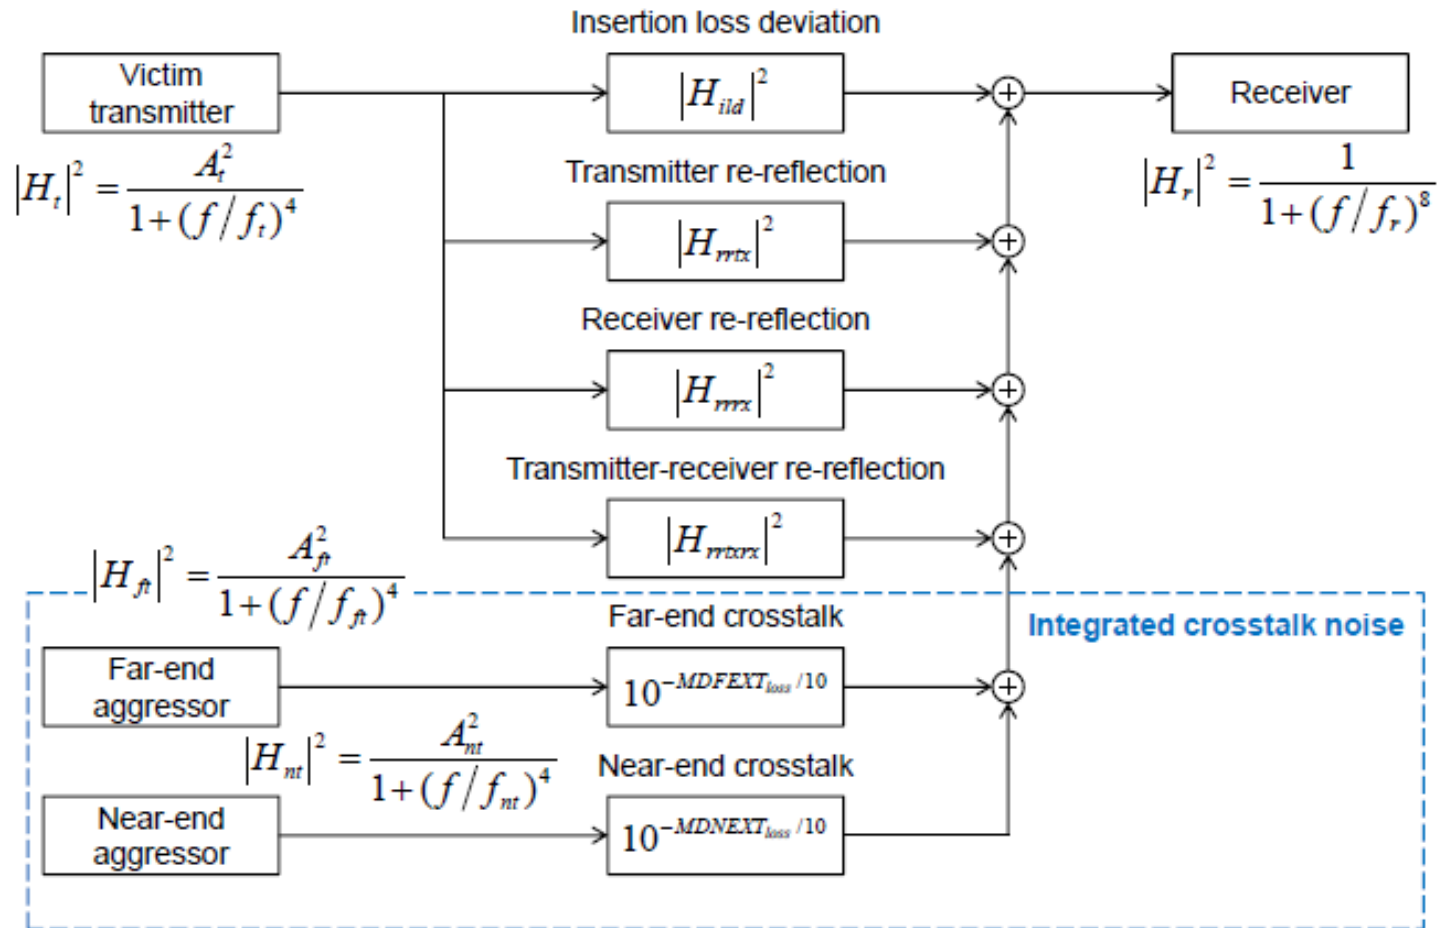 Insertion loss deviation
Victim
transmitter
|H_ild|^2
+
Receiver
|H_t|^2 = A_t^2 / (1+(f/f_t)^4)
Transmitter re-reflection
|H_r|^2 = 1 / (1+(f/f_r)^8)
|H_rrtx|^2
+
Receiver re-reflection
|H_rrrx|^2
+
Transmitter-receiver re-reflection
|H_rrtxrx|^2
+
|H_ft|^2 = A_ft^2 / (1+(f/f_ft)^4)
Far-end crosstalk
Integrated crosstalk noise
Far-end
aggressor
10^(-MDFEXT_loss/10)
+
|H_nt|^2 = A_nt^2 / (1+(f/f_nt)^4)
Near-end crosstalk
Near-end
aggressor
10^(-MDNEXT_loss/10)